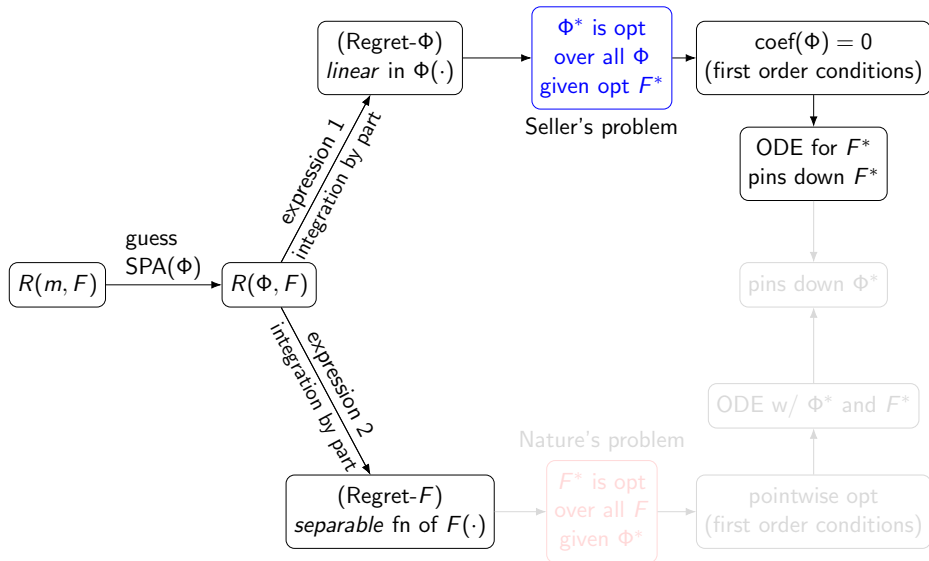 (Regret-Φ)
linear in Φ(·)
Φ* is opt
over all Φ
given opt F*
Seller's problem
coef(Φ) = 0
(first order conditions)
ODE for F*
pins down F*
expression 1
integration by part
guess
SPA(Φ)
R(m, F)
R(Φ, F)
pins down Φ*
expression 2
integration by part
ODE w/ Φ* and F*
Nature's problem
(Regret-F)
separable fn of F(·)
F* is opt
over all F
given Φ*
pointwise opt
(first order conditions)